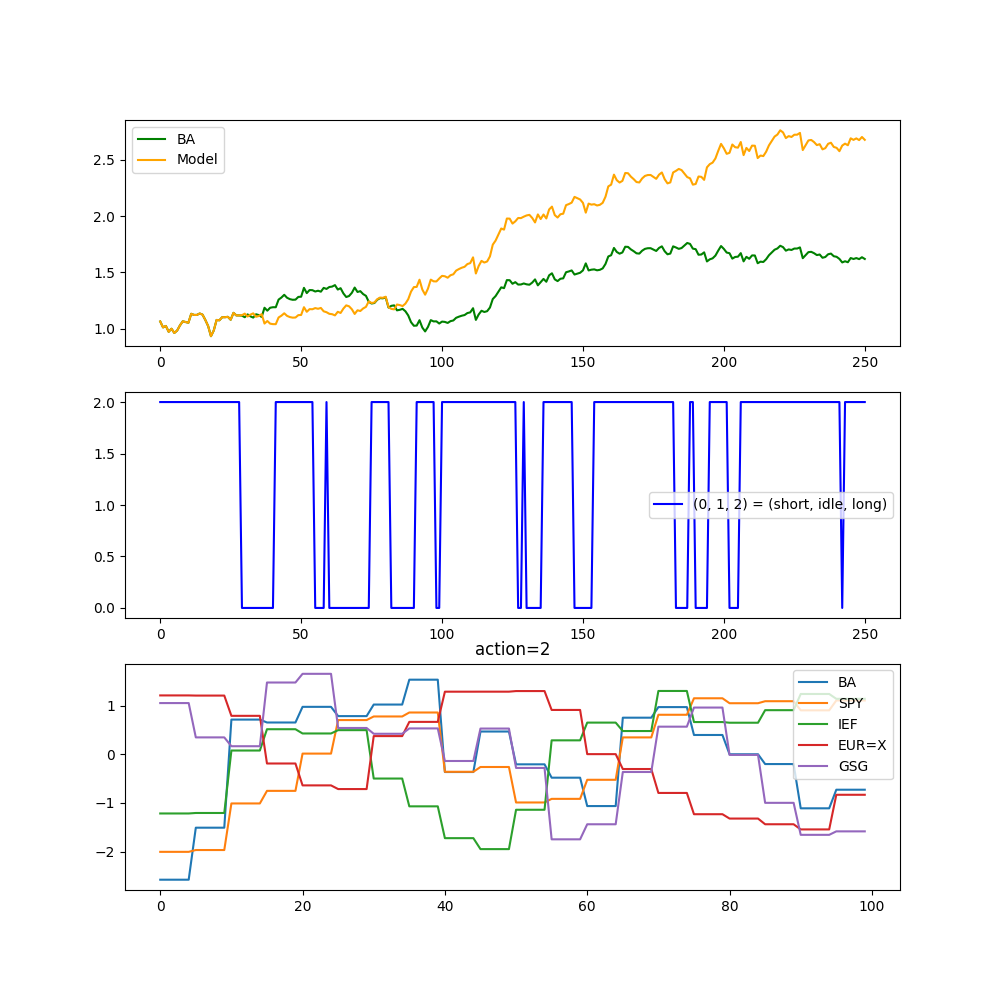 BA
Model
2.5
2.0
1.5
1.0
0 50 100 150 200 250
2.0
1.5
1.0
0.5
0.0
(0, 1, 2) = (short, idle, long)
0 50 100 150 200 250
action=2
BA
SPY
IEF
EUR=X
GSG
1
0
−1
−2
0 20 40 60 80 100